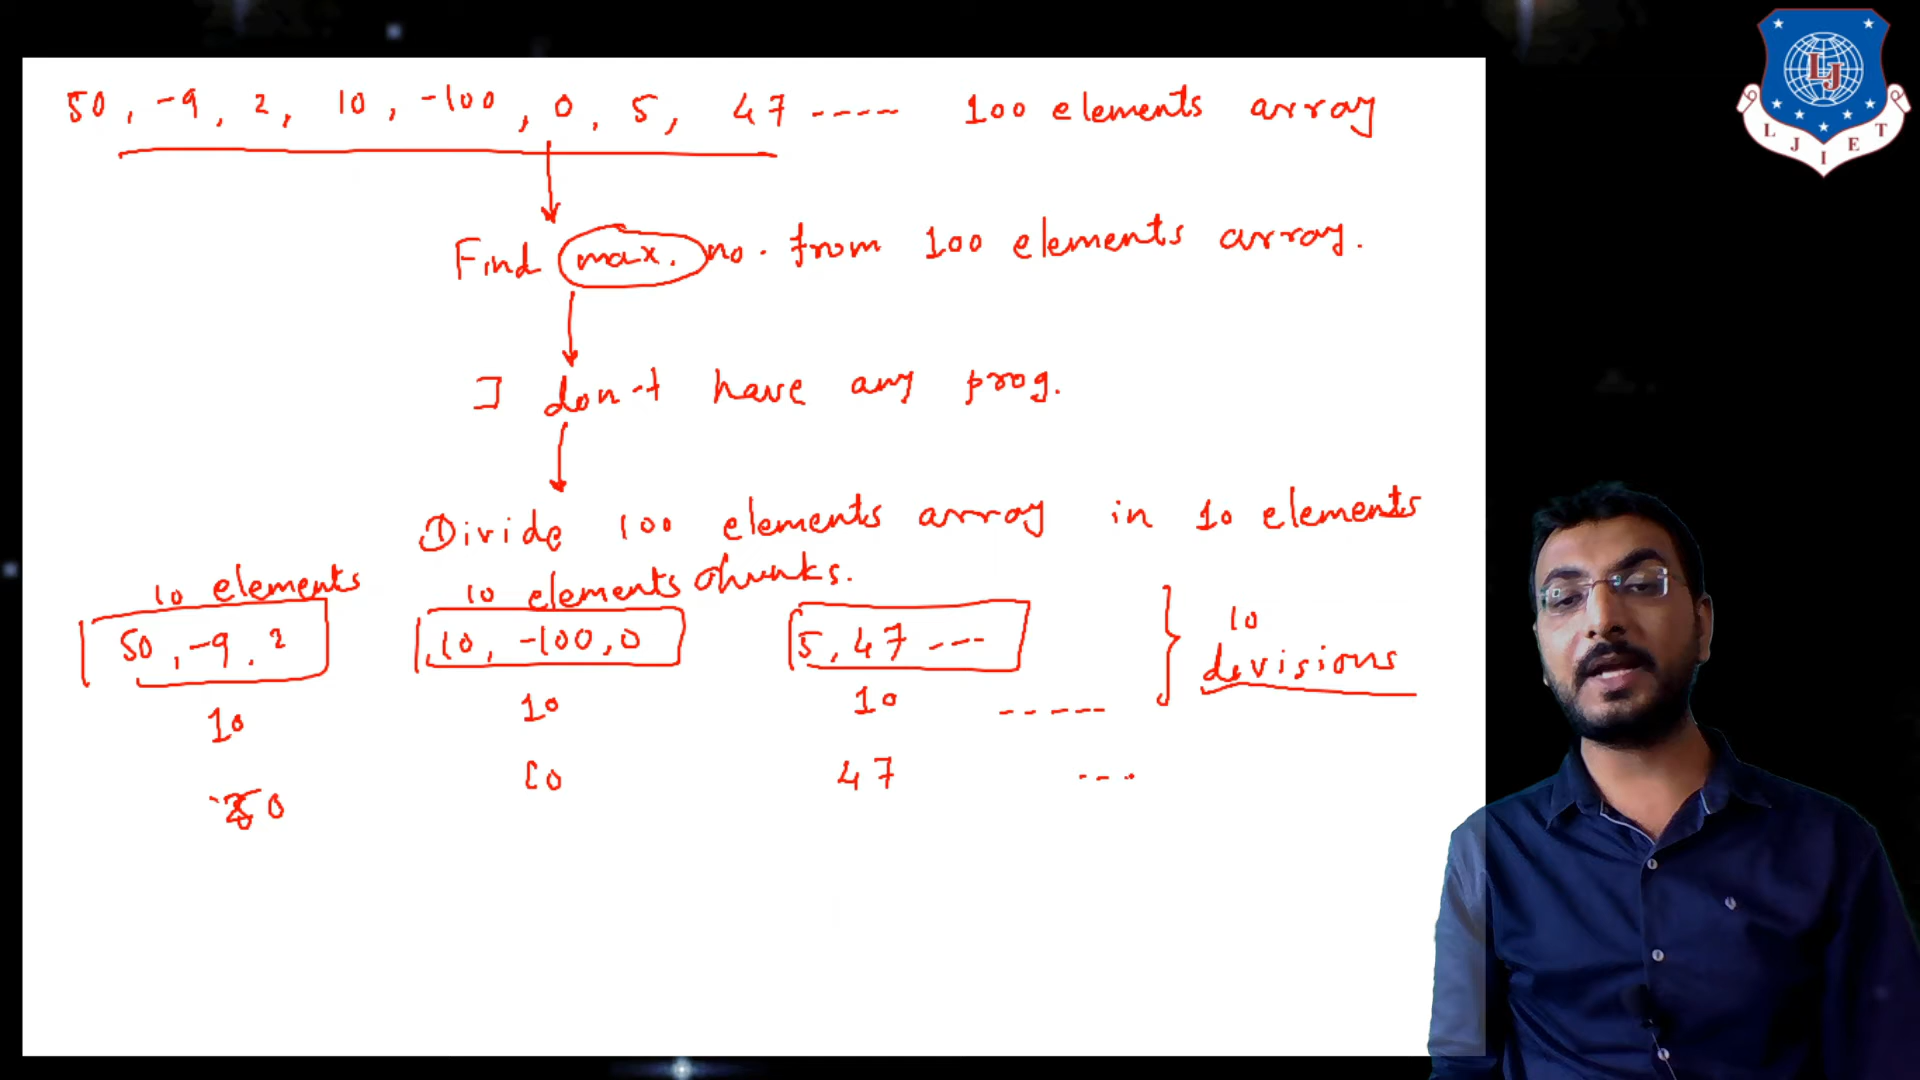 50, -9, 2, 10, -100, 0, 5, 47 ---- 100 elements array
Find max. no. from 100 elements array.
I don't have any prog.
Divide 100 elements array in 10 elements
chunks.
10 elements 10 elements
50, -9, 2 10, -100, 0 5, 47 ---
10 10 10 -----
10
devisions
50 10 47 ---
L J I E T
LJ